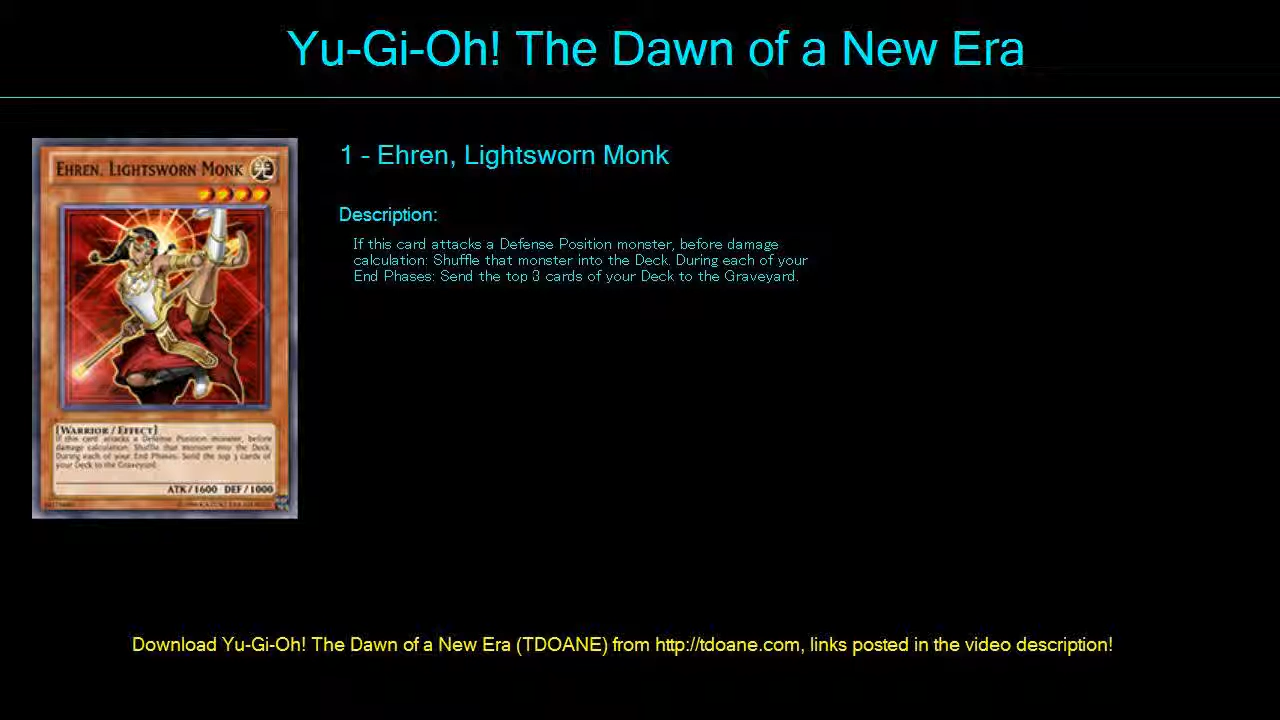 Yu-Gi-Oh! The Dawn of a New Era
1 - Ehren, Lightsworn Monk
Description:
If this card attacks a Defense Position monster, before damage
calculation: Shuffle that monster into the Deck. During each of your
End Phases: Send the top 3 cards of your Deck to the Graveyard.
EHREN, LIGHTSWORN MONK
光
[WARRIOR / EFFECT]
If this card attacks a Defense Position monster, before
damage calculation: Shuffle that monster into the Deck.
During each of your End Phases: Send the top 3 cards of
your Deck to the Graveyard.
ATK/1600 DEF/1000
Download Yu-Gi-Oh! The Dawn of a New Era (TDOANE) from http://tdoane.com, links posted in the video description!